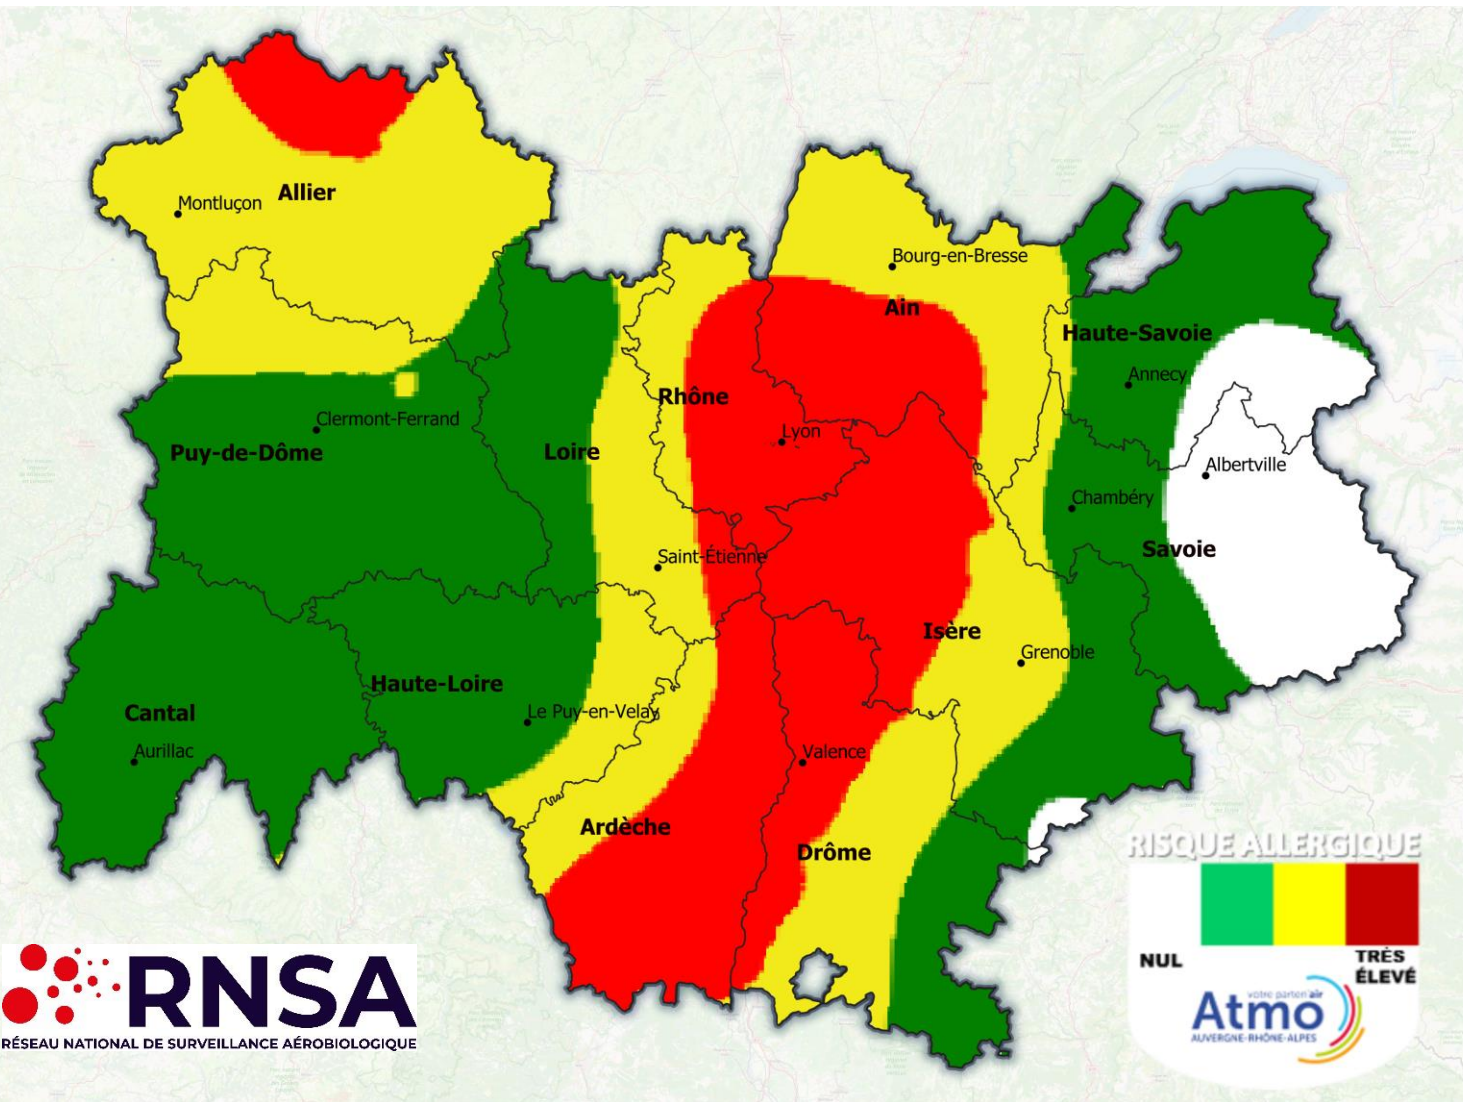 Allier
Montluçon
Bourg-en-Bresse
Ain
Haute-Savoie
Annecy
Rhône
Clermont-Ferrand
Puy-de-Dôme
Loire
Lyon
Albertville
Chambéry
Savoie
Saint-Étienne
Isère
Grenoble
Haute-Loire
Cantal
Le Puy-en-Velay
Aurillac
Valence
Ardèche
Drôme
RISQUE ALLERGIQUE
NUL
TRÈS
ÉLEVÉ
votre parten'air
Atmo
AUVERGNE-RHÔNE-ALPES
RNSA
RÉSEAU NATIONAL DE SURVEILLANCE AÉROBIOLOGIQUE